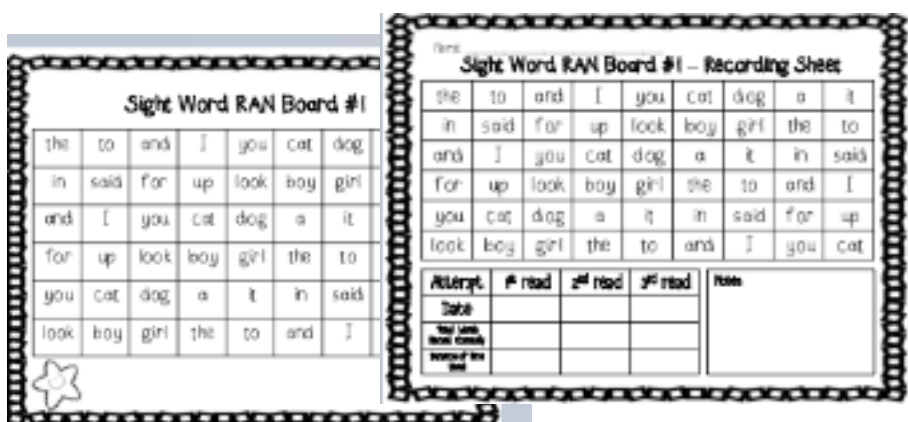 Sight Word RAN Board #1
the to and I you cat dog
in said for up look boy girl
and I you cat dog a it
for up look boy girl the to
you cat dog a it in said
look boy girl the to and I
Name
Sight Word RAN Board #1 – Recording Sheet
the to and I you cat dog a it
in said for up look boy girl the to
and I you cat dog a it in said
for up look boy girl the to and I
you cat dog a it in said for up
look boy girl the to and I you cat
Attempt 1st read 2nd read 3rd read Notes
Date